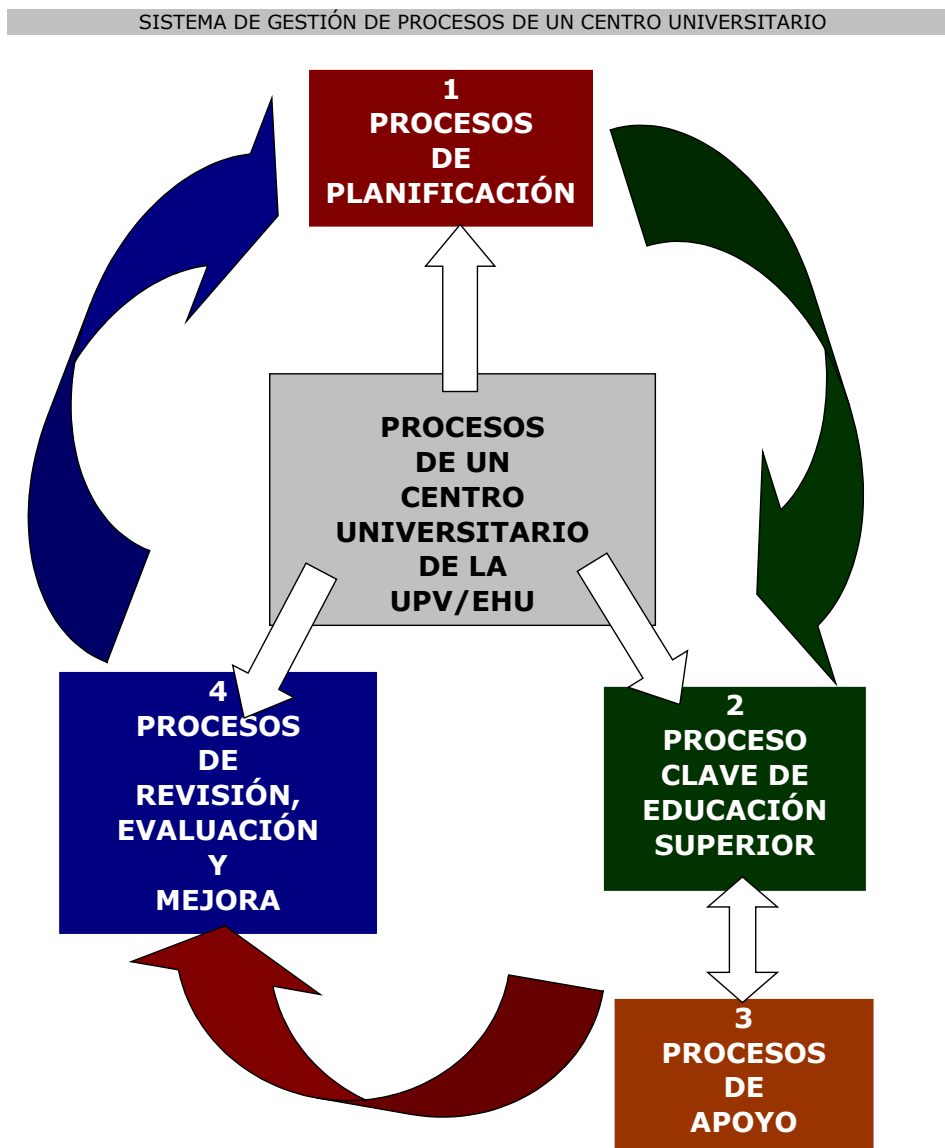 SISTEMA DE GESTIÓN DE PROCESOS DE UN CENTRO UNIVERSITARIO
1
PROCESOS
DE
PLANIFICACIÓN
PROCESOS
DE UN
CENTRO
UNIVERSITARIO
DE LA
UPV/EHU
4
PROCESOS
DE
REVISIÓN,
EVALUACIÓN
Y
MEJORA
2
PROCESO
CLAVE DE
EDUCACIÓN
SUPERIOR
3
PROCESOS
DE
APOYO